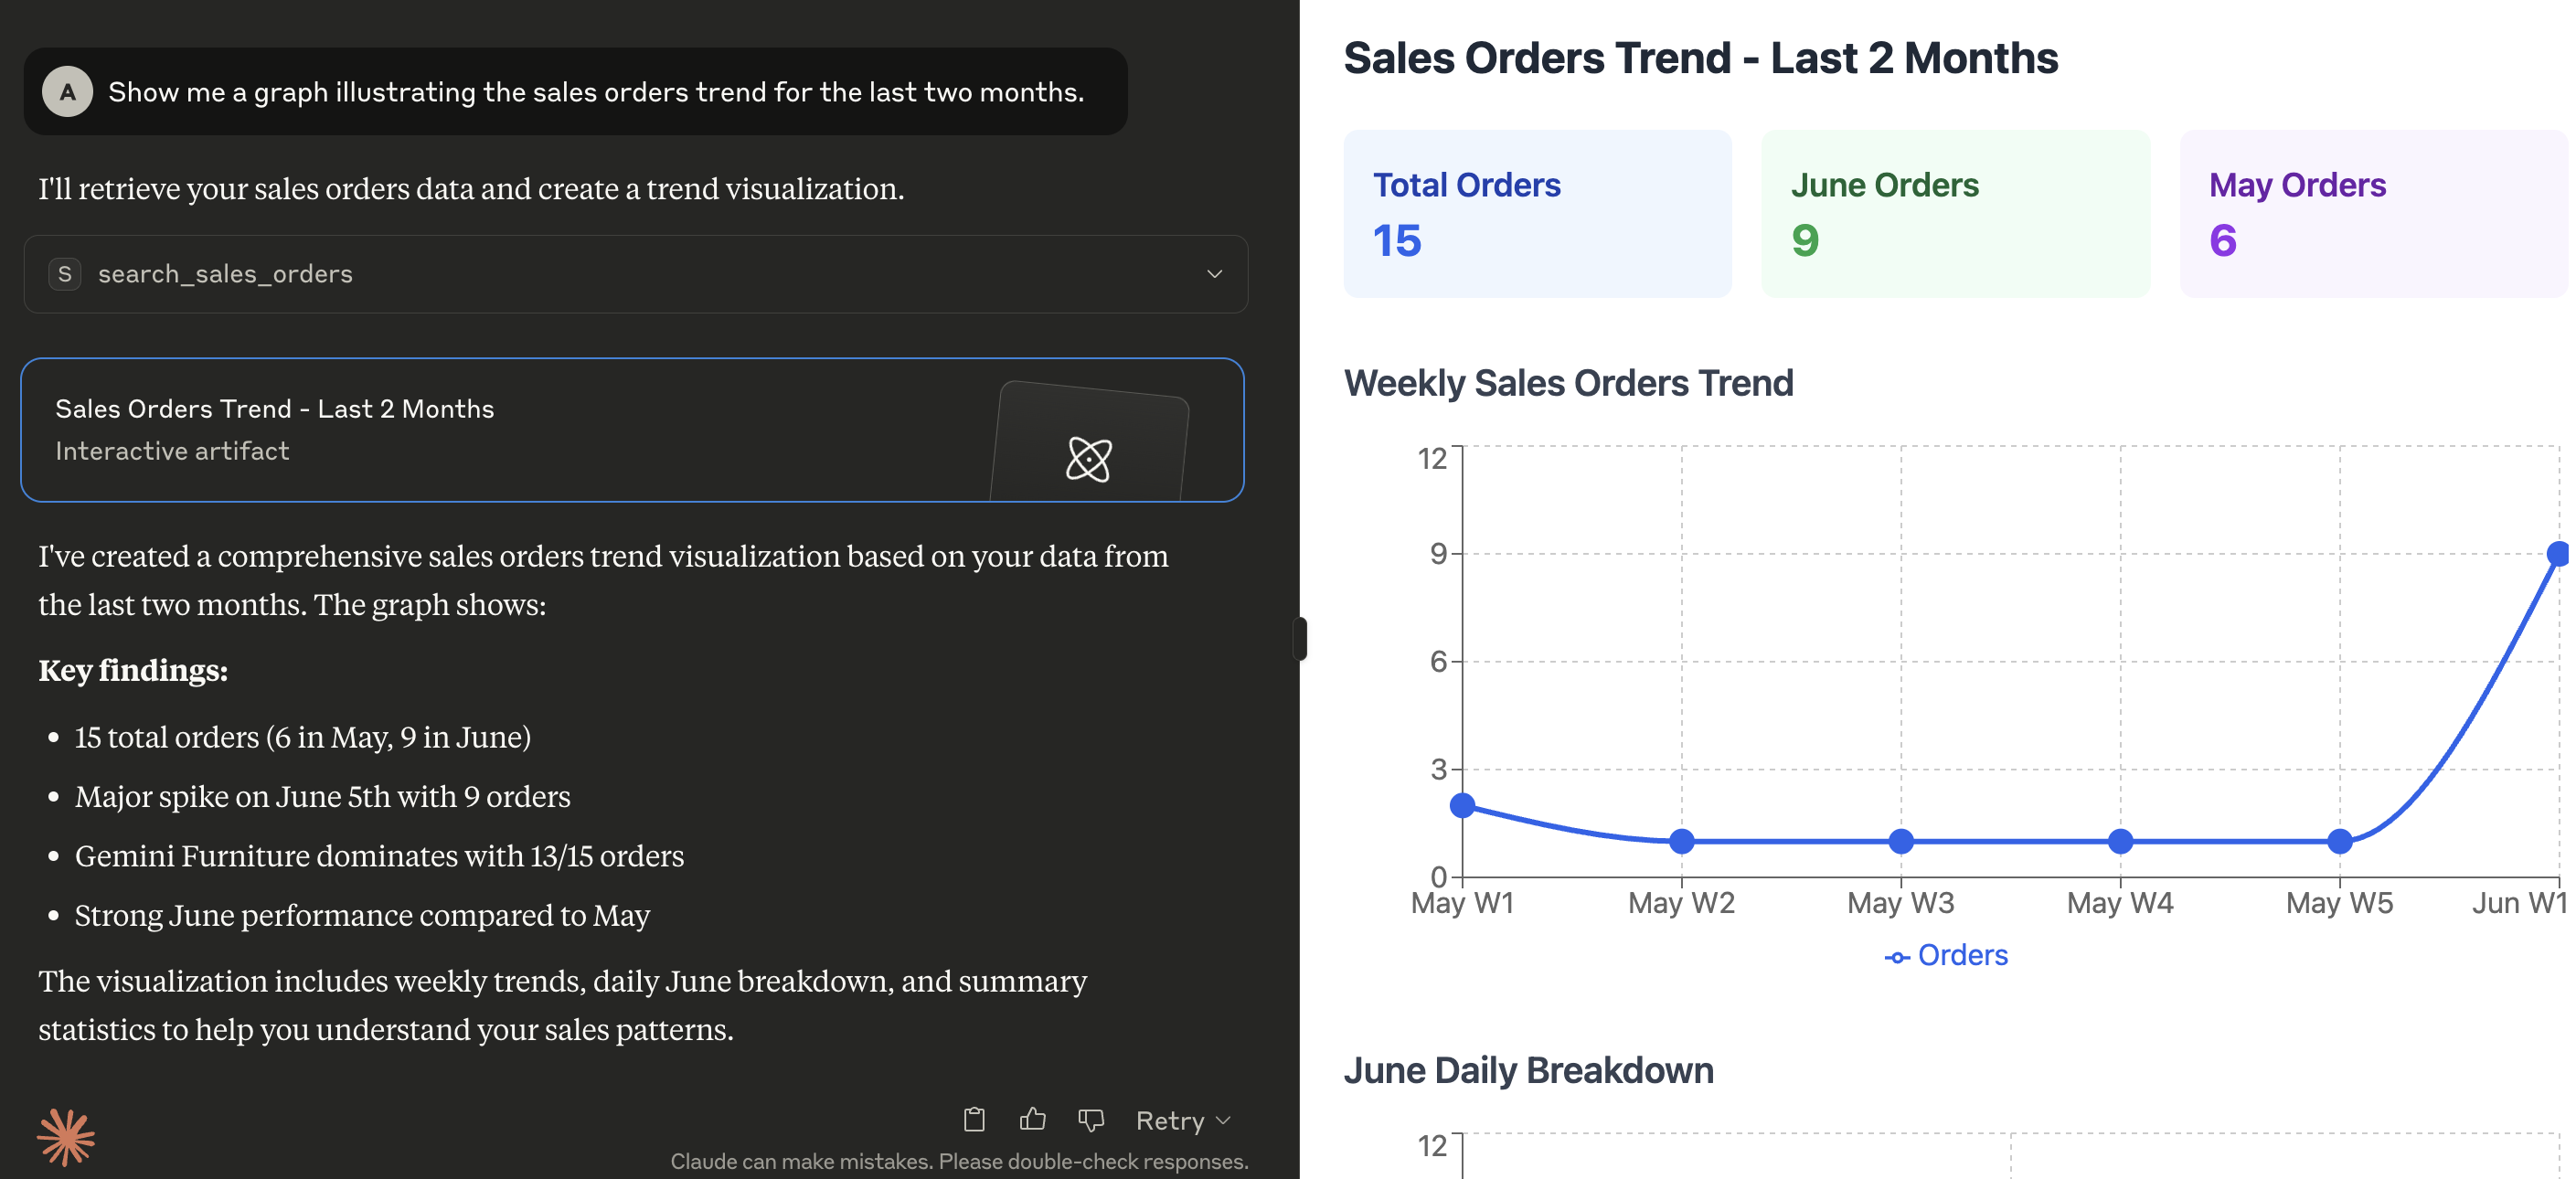 A
Show me a graph illustrating the sales orders trend for the last two months.
I'll retrieve your sales orders data and create a trend visualization.
S
search_sales_orders
Sales Orders Trend - Last 2 Months
Interactive artifact
I've created a comprehensive sales orders trend visualization based on your data from
the last two months. The graph shows:
Key findings:
• 15 total orders (6 in May, 9 in June)
• Major spike on June 5th with 9 orders
• Gemini Furniture dominates with 13/15 orders
• Strong June performance compared to May
The visualization includes weekly trends, daily June breakdown, and summary
statistics to help you understand your sales patterns.
Retry
Claude can make mistakes. Please double-check responses.
Sales Orders Trend - Last 2 Months
Total Orders
15
June Orders
9
May Orders
6
Weekly Sales Orders Trend
12
9
6
3
0
May W1 May W2 May W3 May W4 May W5 Jun W1
Orders
June Daily Breakdown
12